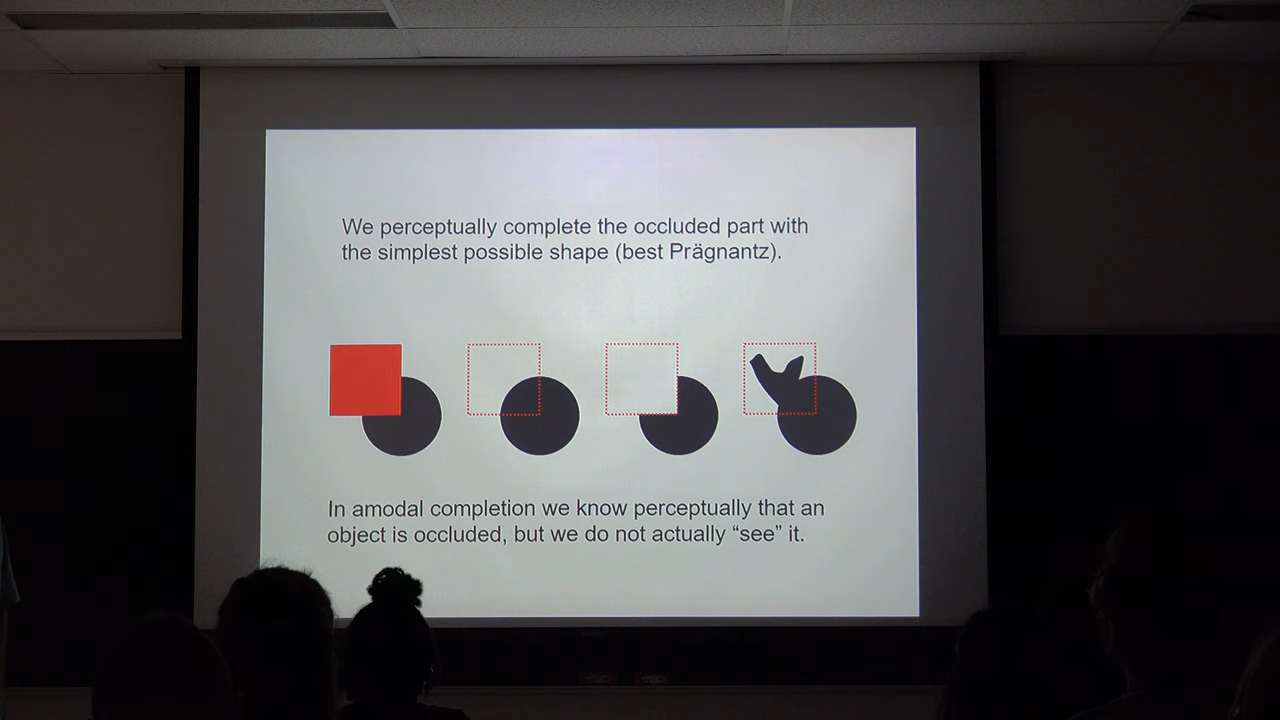 We perceptually complete the occluded part with
the simplest possible shape (best Prägnantz).
In amodal completion we know perceptually that an
object is occluded, but we do not actually “see” it.